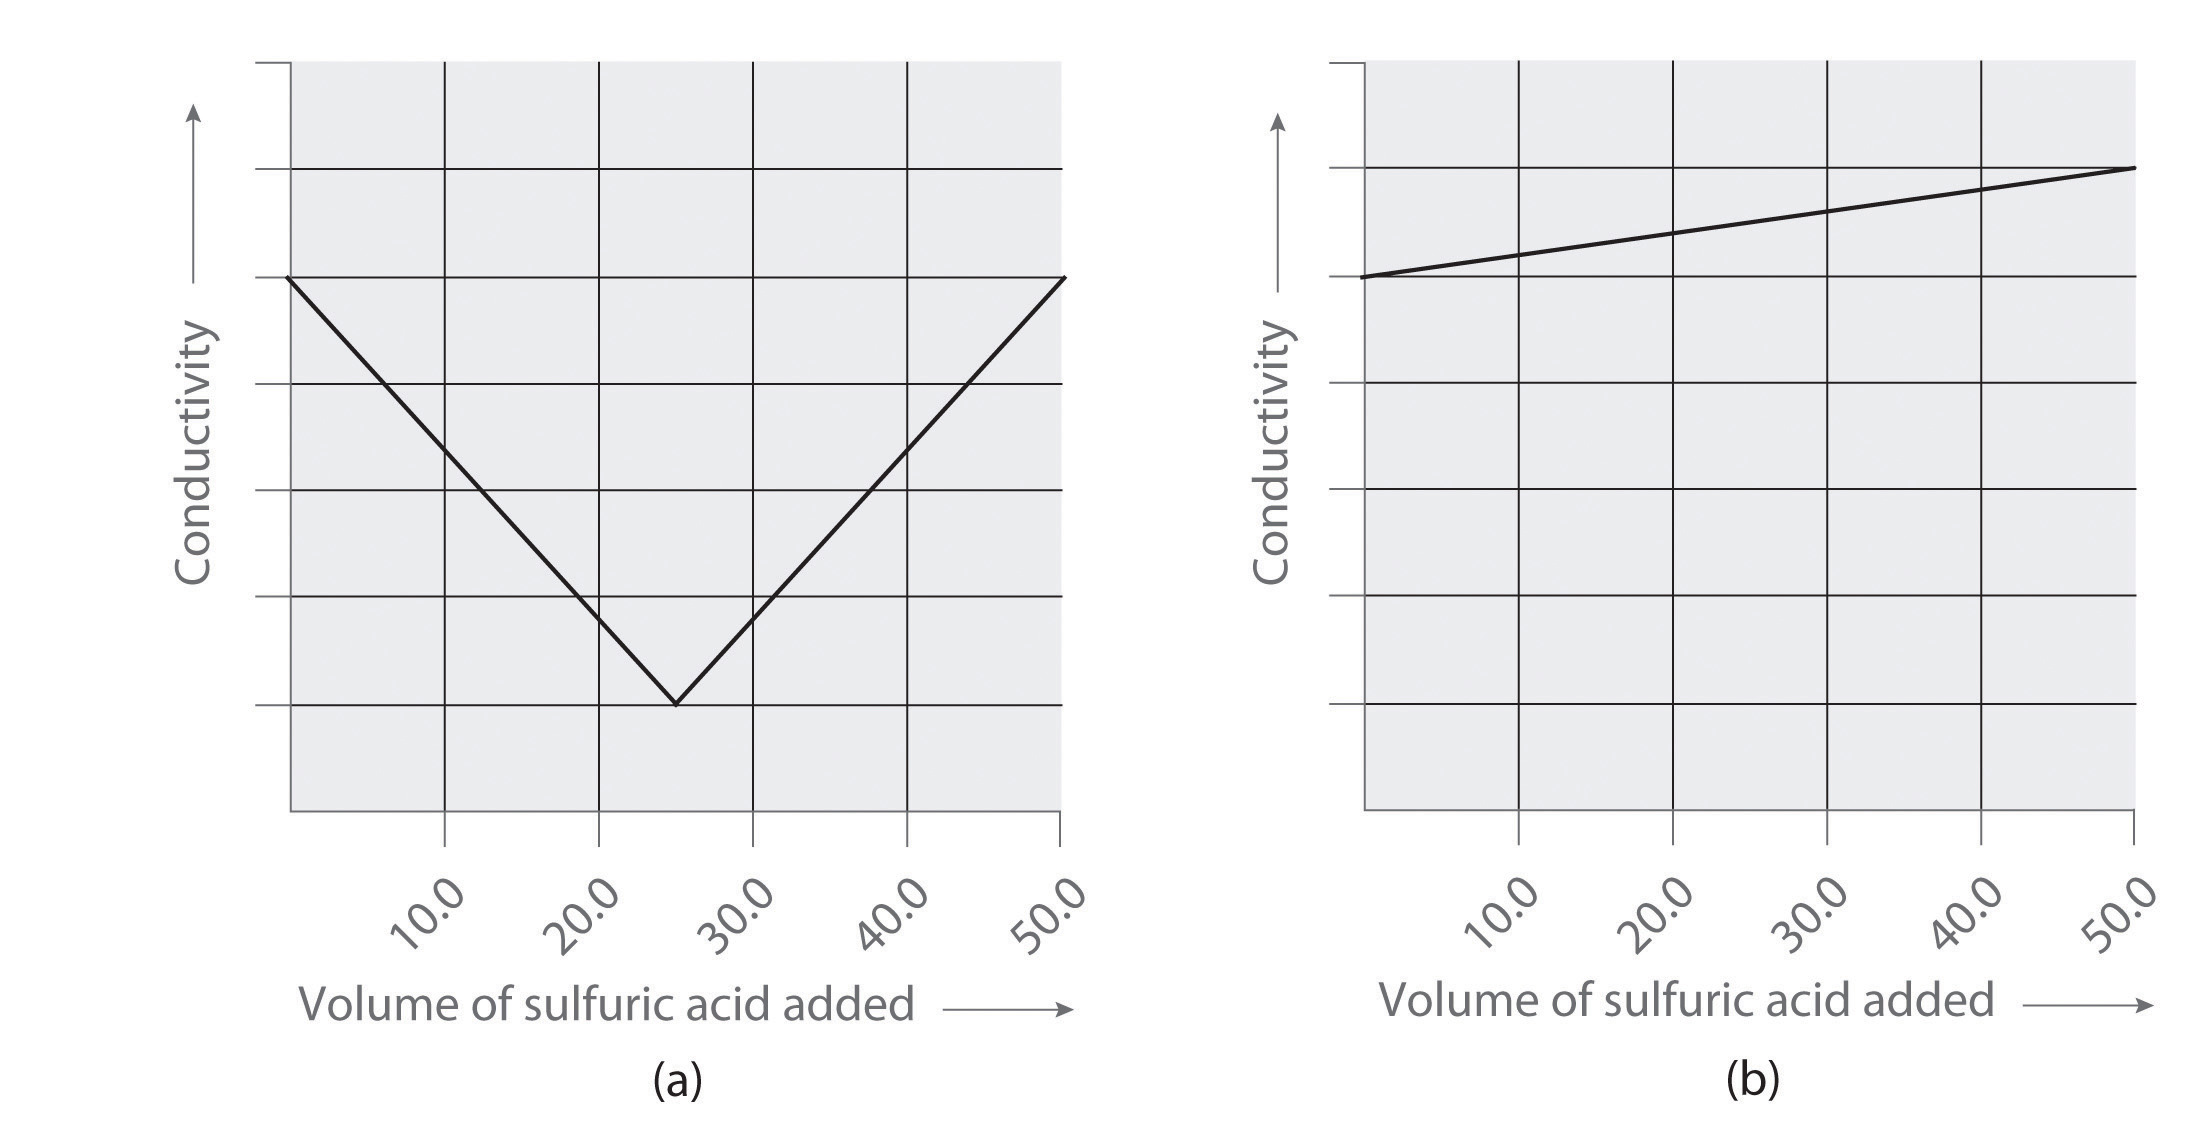 Conductivity
10.0 20.0 30.0 40.0 50.0
Volume of sulfuric acid added
(a)
Conductivity
10.0 20.0 30.0 40.0 50.0
Volume of sulfuric acid added
(b)